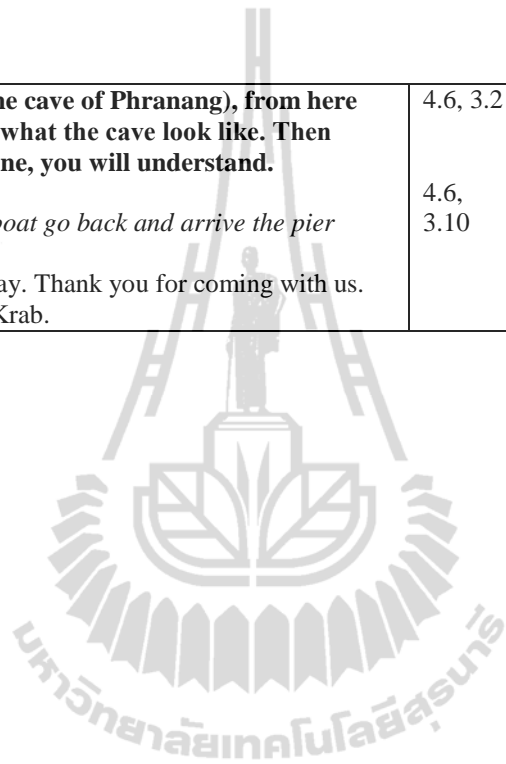 ne cave of Phranang), from here
what the cave look like. Then
ne, you will understand.
oat go back and arrive the pier
ay. Thank you for coming with us.
Krab.
4.6, 3.2
4.6,
3.10
มหาวิทยาลัยเทคโนโลยีสุรนารี